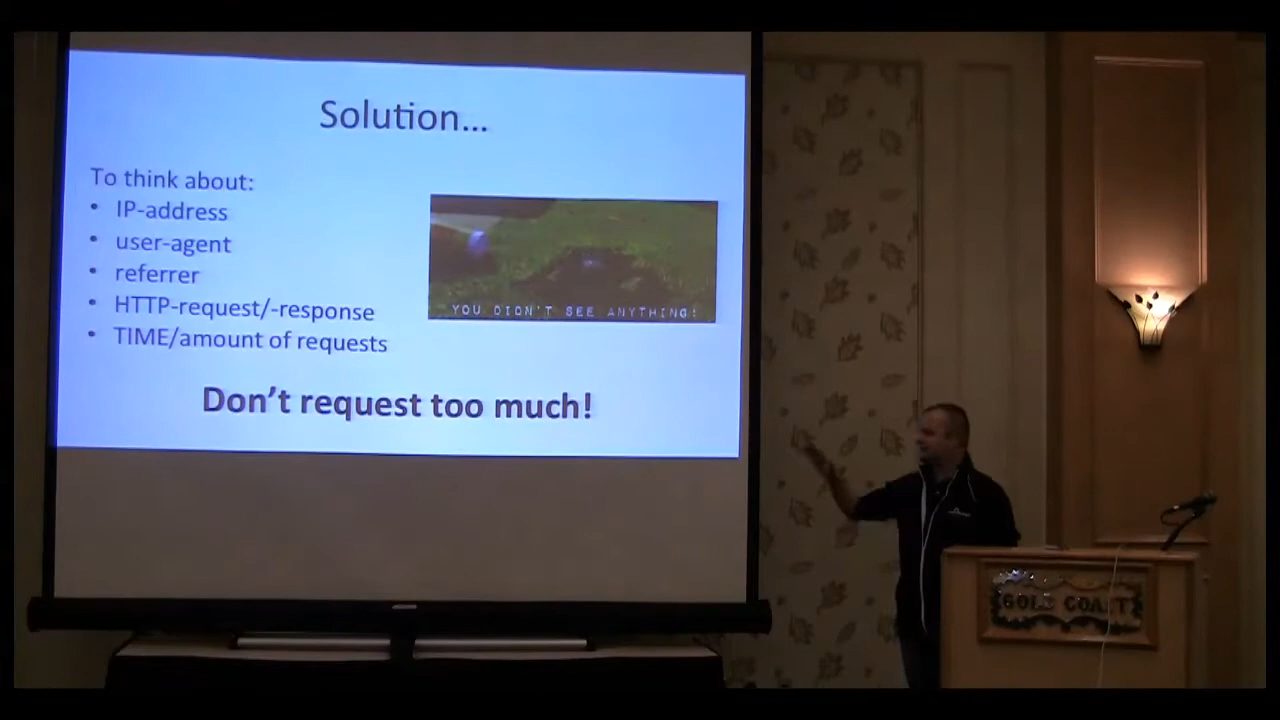 Solution...
To think about:
• IP-address
• user-agent
• referrer
• HTTP-request/-response
• TIME/amount of requests
YOU DIDN'T SEE ANYTHING!
Don't request too much!
GOLD COAST